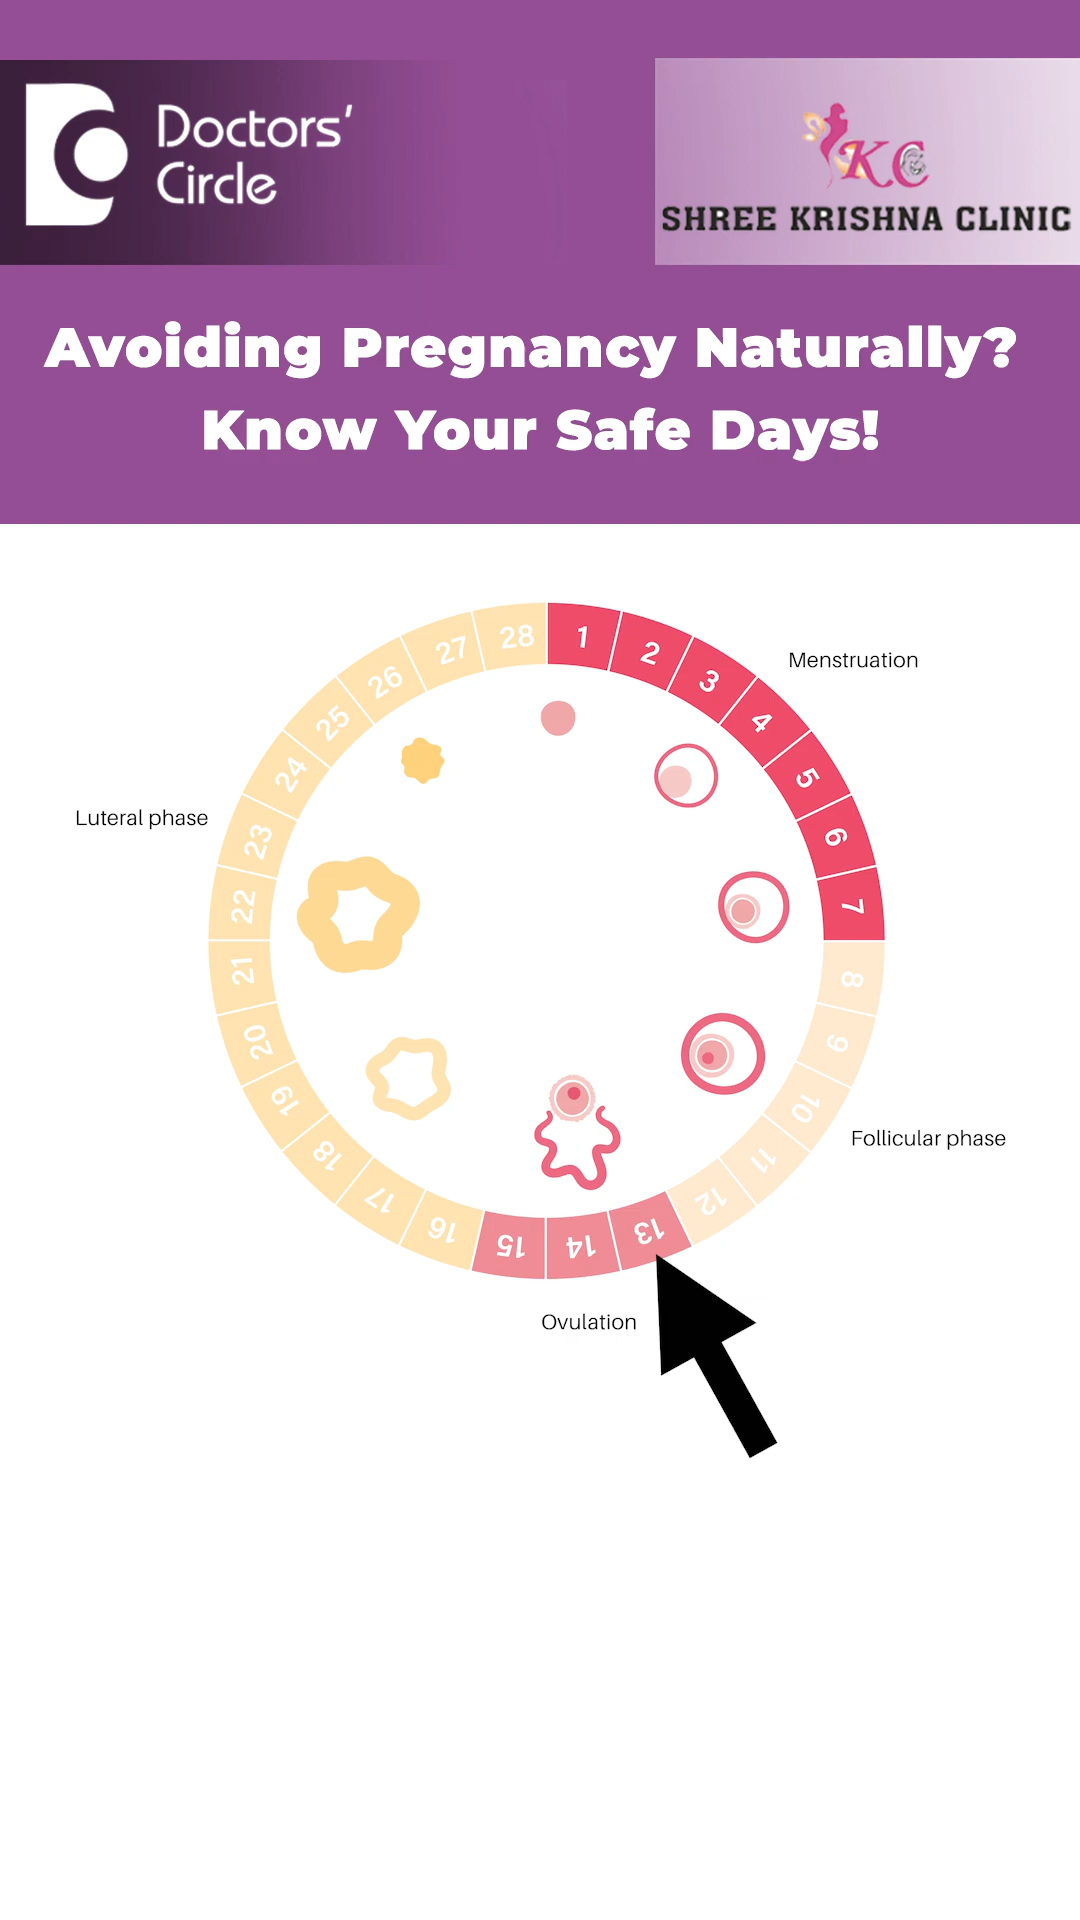 Doctors'
Circle
KC
SHREE KRISHNA CLINIC
Avoiding Pregnancy Naturally?
Know Your Safe Days!
1
2
3
4
5
6
7
8
9
10
11
12
13
14
15
16
17
18
19
20
21
22
23
24
25
26
27
28
Menstruation
Luteral phase
Follicular phase
Ovulation